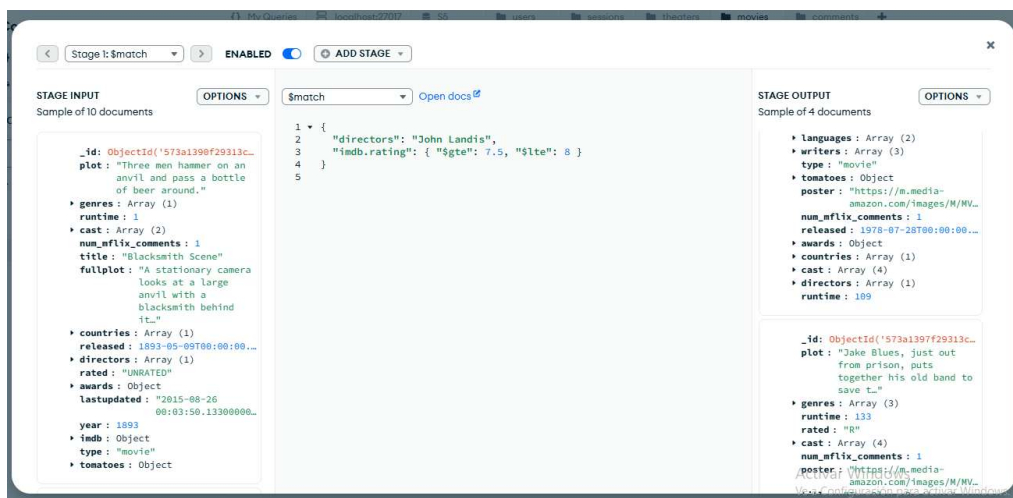 My Queries localhost:27017 S5 users sessions theaters movies comments +
Stage 1: $match ENABLED ADD STAGE
STAGE INPUT OPTIONS
Sample of 10 documents
_id: ObjectId('573a1390f29313c…
plot : "Three men hammer on an
anvil and pass a bottle
of beer around."
genres : Array (1)
runtime : 1
cast : Array (2)
num_mflix_comments : 1
title : "Blacksmith Scene"
fullplot : "A stationary camera
looks at a large
anvil with a
blacksmith behind
it…"
countries : Array (1)
released : 1893-05-09T00:00:00.…
directors : Array (1)
rated : "UNRATED"
awards : Object
lastupdated : "2015-08-26
00:03:50.13300000…
year : 1893
imdb : Object
type : "movie"
tomatoes : Object
$match Open docs
1 {
2 "directors": "John Landis",
3 "imdb.rating": { "$gte": 7.5, "$lte": 8 }
4 }
5
STAGE OUTPUT OPTIONS
Sample of 4 documents
languages : Array (2)
writers : Array (3)
type : "movie"
tomatoes : Object
poster : "https://m.media-
amazon.com/images/M/MV…
num_mflix_comments : 1
released : 1978-07-28T00:00:00.…
awards : Object
countries : Array (1)
cast : Array (4)
directors : Array (1)
runtime : 109
_id: ObjectId('573a1397f29313c…
plot : "Jake Blues, just out
from prison, puts
together his old band to
save t…"
genres : Array (3)
runtime : 133
rated : "R"
cast : Array (4)
num_mflix_comments : 1
poster : "https://m.media-
amazon.com/images/M/MV…
Activar Windows
Ve a Configuración para activar Windows